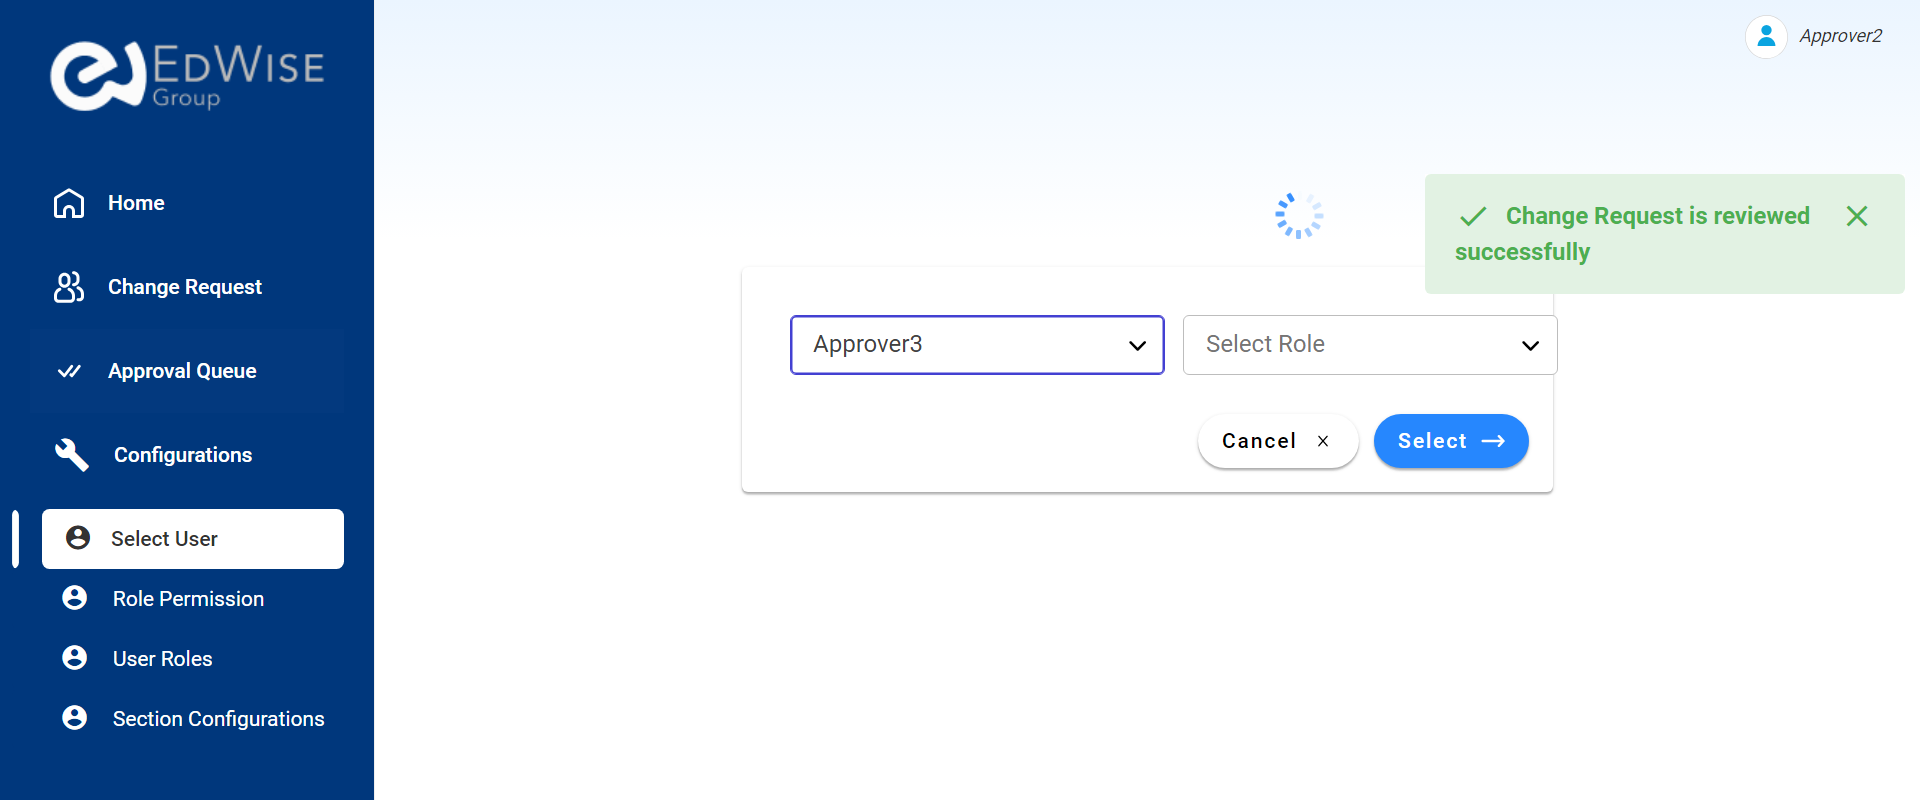 EDWISE
Group
Approver2
Home
Change Request is reviewed
successfully
Change Request
Approver3
Select Role
Approval Queue
Cancel
Select
Configurations
Select User
Role Permission
User Roles
Section Configurations